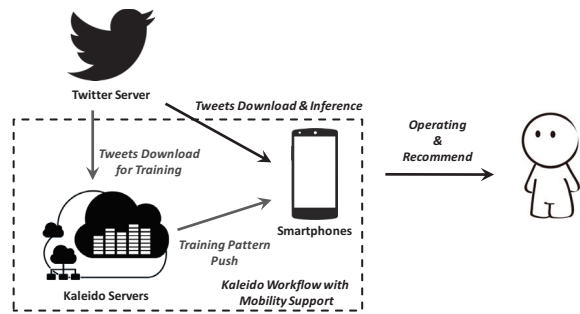 Twitter Server
Tweets Download & Inference
Operating
&
Recommend
Tweets Download
for Training
Smartphones
Training Pattern
Push
Kaleido Servers
Kaleido Workflow with
Mobility Support